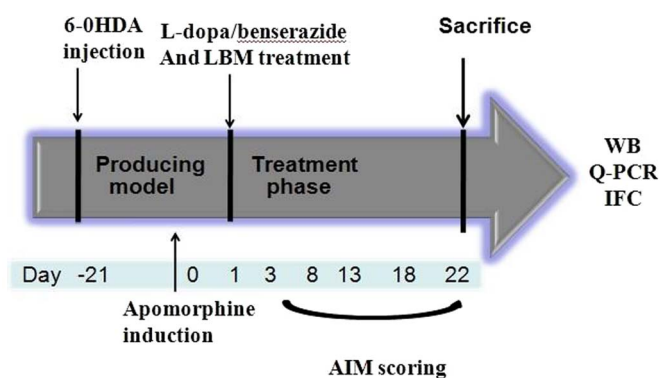 6-0HDA
injection
L-dopa/benserazide
And LBM treatment
Sacrifice
Producing
model
Treatment
phase
WB
Q-PCR
IFC
Day -21 0 1 3 8 13 18 22
Apomorphine
induction
AIM scoring